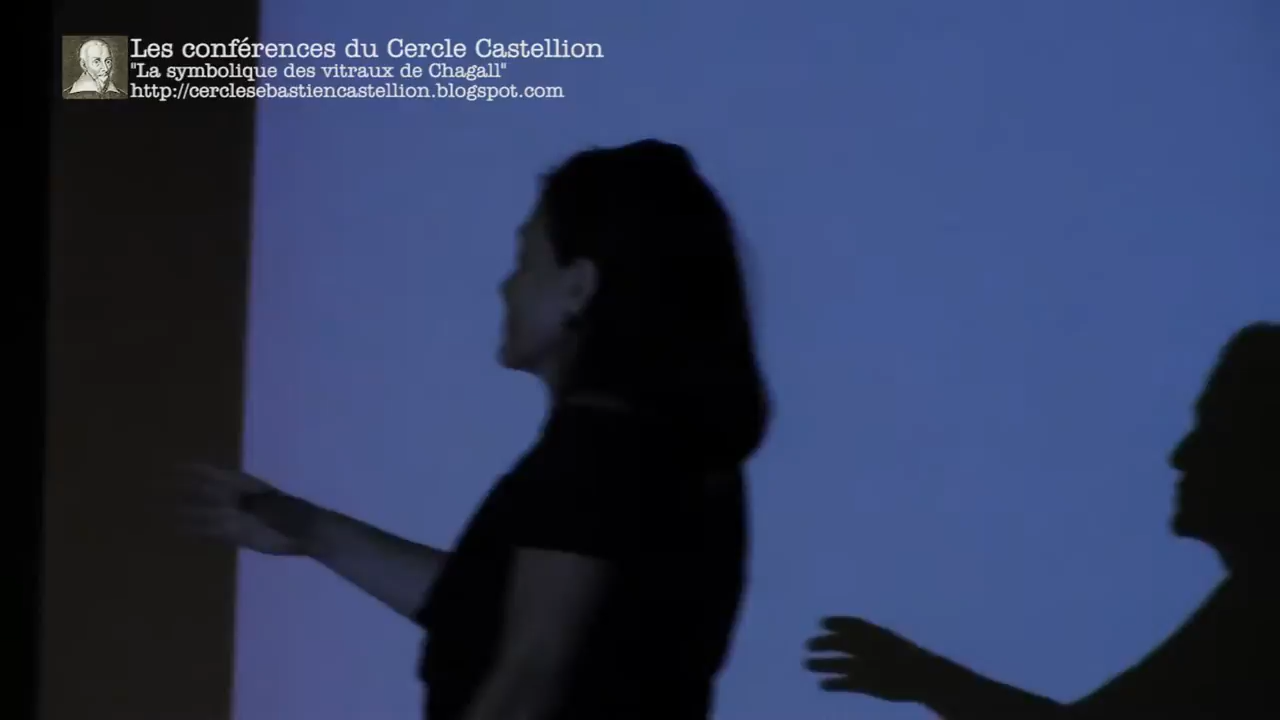 Les conférences du Cercle Castellion
"La symbolique des vitraux de Chagall"
http://cerclesebastiencastellion.blogspot.com